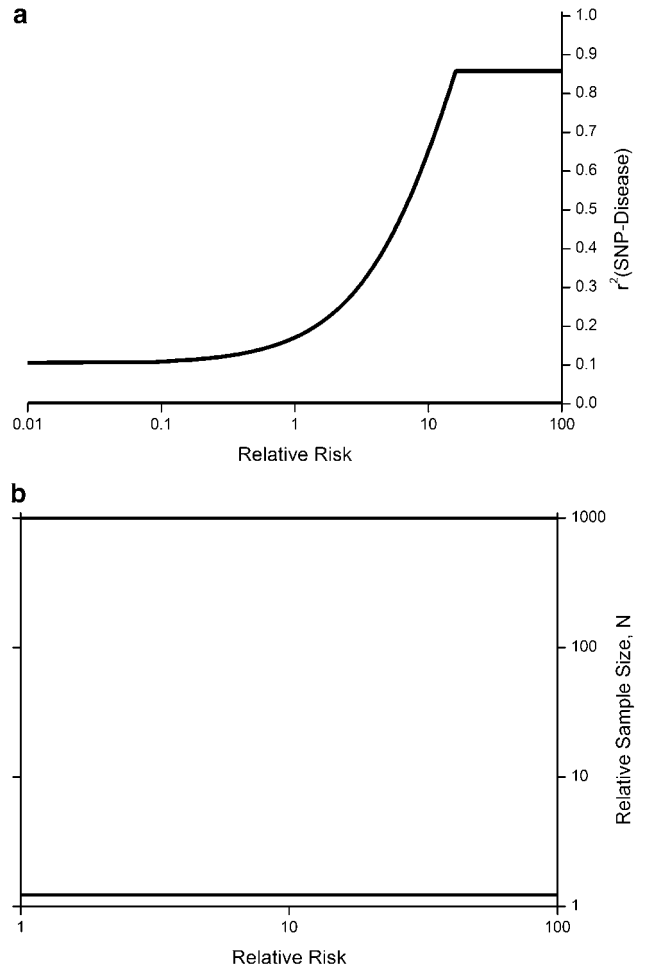 a
1.0
0.9
0.8
0.7
0.6
0.5
0.4
0.3
0.2
0.1
0.0
r²(SNP-Disease)
0.01 0.1 1 10 100
Relative Risk
b
1000
100
10
1
Relative Sample Size, N
1 10 100
Relative Risk